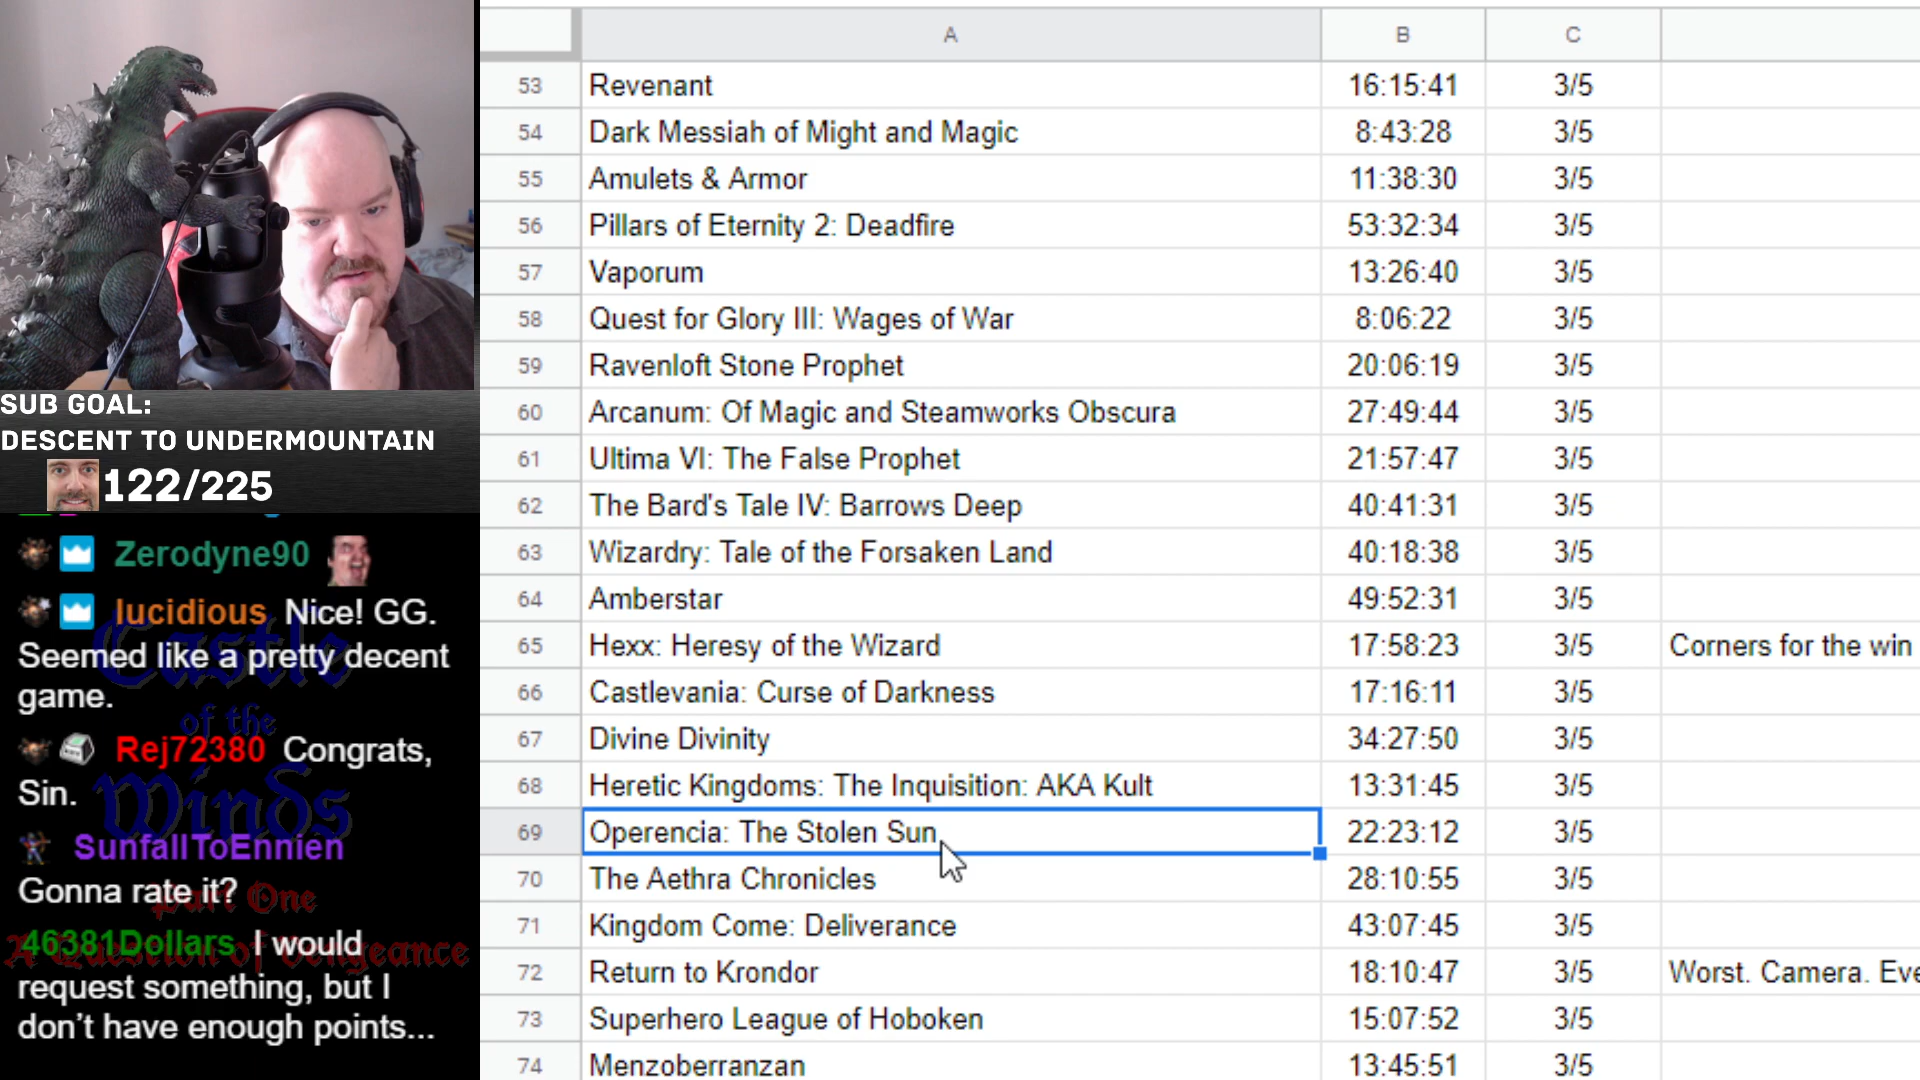 SUB GOAL:
DESCENT TO UNDERMOUNTAIN
122/225
Zerodyne90
lucidious Nice! GG.
Seemed like a pretty decent
game.
Rej72380 Congrats,
Sin.
SunfallToEnnien
Gonna rate it?
46381Dollars I would
request something, but I
don't have enough points...
Castle
of the
Winds
Part One
A Question of Vengeance
A B C
53 Revenant 16:15:41 3/5
54 Dark Messiah of Might and Magic 8:43:28 3/5
55 Amulets & Armor 11:38:30 3/5
56 Pillars of Eternity 2: Deadfire 53:32:34 3/5
57 Vaporum 13:26:40 3/5
58 Quest for Glory III: Wages of War 8:06:22 3/5
59 Ravenloft Stone Prophet 20:06:19 3/5
60 Arcanum: Of Magic and Steamworks Obscura 27:49:44 3/5
61 Ultima VI: The False Prophet 21:57:47 3/5
62 The Bard's Tale IV: Barrows Deep 40:41:31 3/5
63 Wizardry: Tale of the Forsaken Land 40:18:38 3/5
64 Amberstar 49:52:31 3/5
65 Hexx: Heresy of the Wizard 17:58:23 3/5 Corners for the win
66 Castlevania: Curse of Darkness 17:16:11 3/5
67 Divine Divinity 34:27:50 3/5
68 Heretic Kingdoms: The Inquisition: AKA Kult 13:31:45 3/5
69 Operencia: The Stolen Sun 22:23:12 3/5
70 The Aethra Chronicles 28:10:55 3/5
71 Kingdom Come: Deliverance 43:07:45 3/5
72 Return to Krondor 18:10:47 3/5 Worst. Camera. Eve
73 Superhero League of Hoboken 15:07:52 3/5
74 Menzoberranzan 13:45:51 3/5